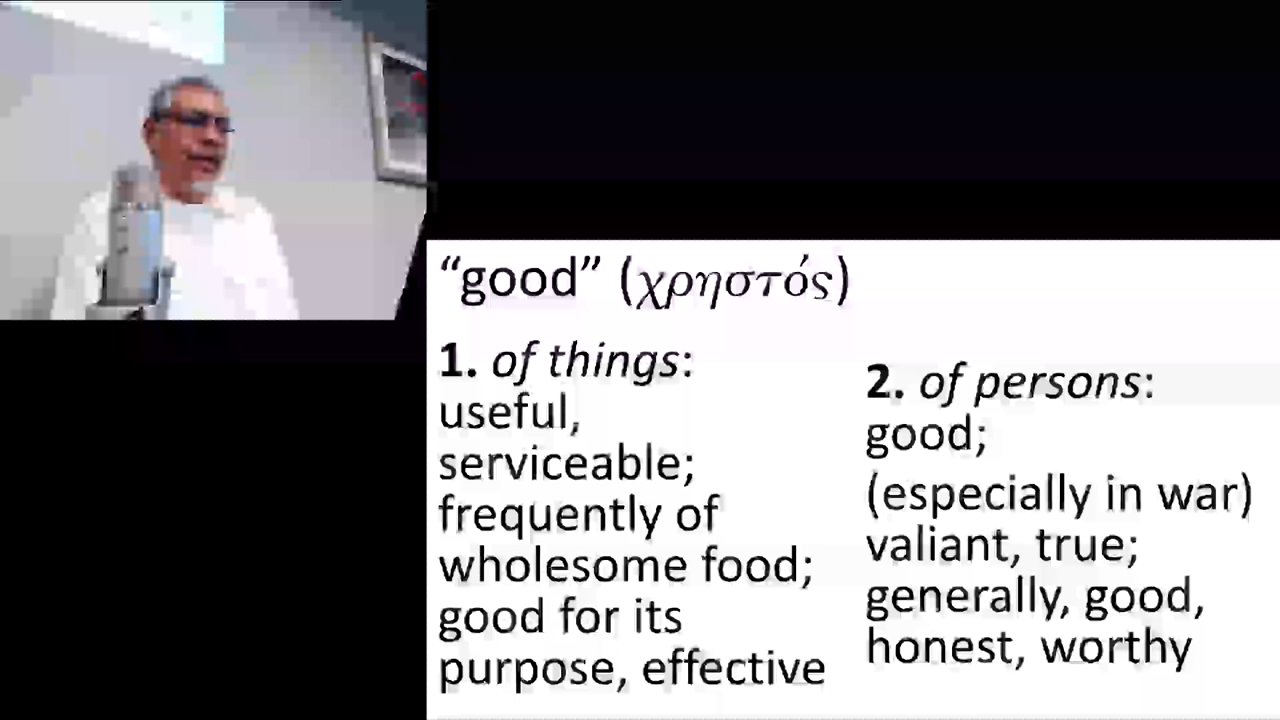 “good” (χρηστός)
1. of things:
useful,
serviceable;
frequently of
wholesome food;
good for its
purpose, effective
2. of persons:
good;
(especially in war)
valiant, true;
generally, good,
honest, worthy